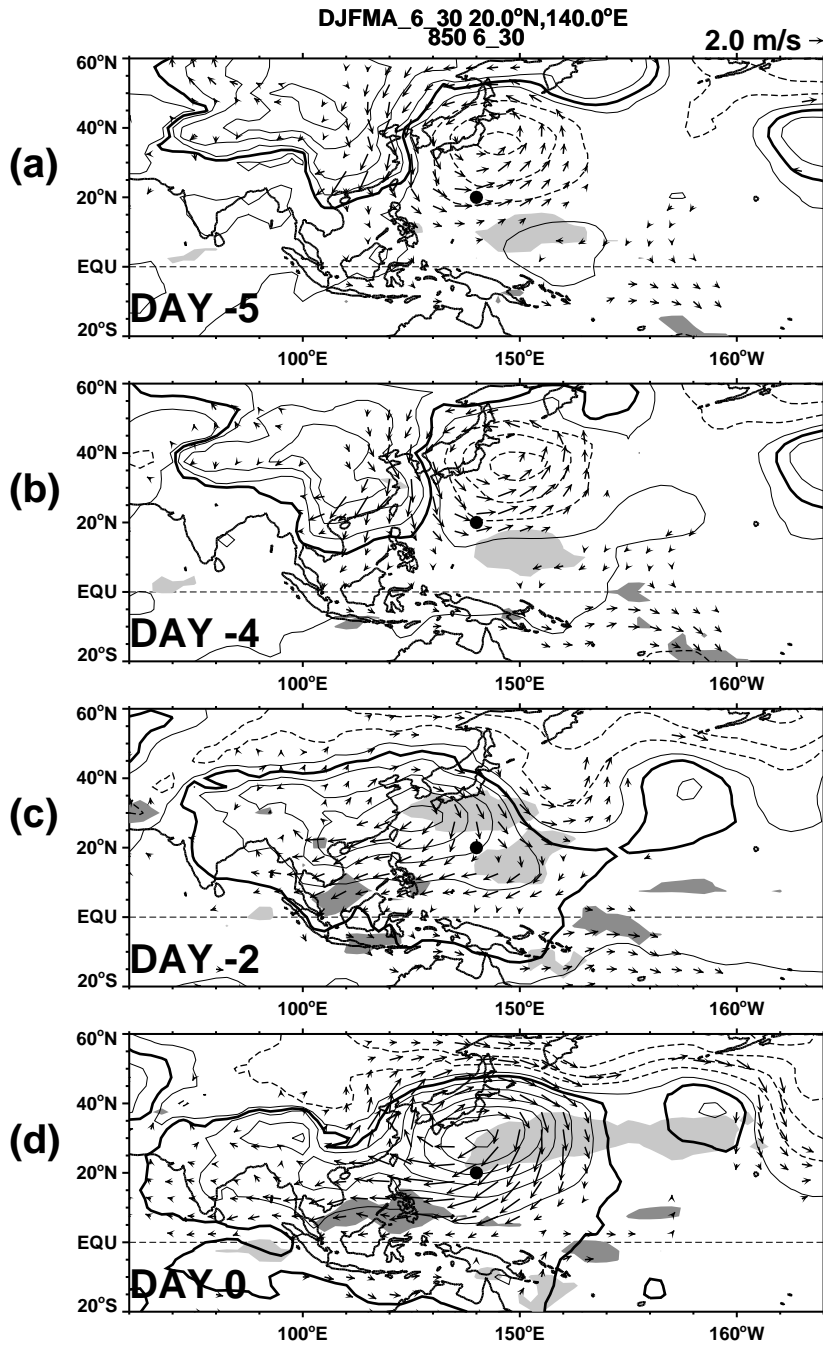 DJFMA_6_30 20.0°N,140.0°E
850 6_30
2.0 m/s
(a)
60°N
40°N
20°N
EQU
20°S
DAY -5
100°E 150°E 160°W
(b)
60°N
40°N
20°N
EQU
20°S
DAY -4
100°E 150°E 160°W
(c)
60°N
40°N
20°N
EQU
20°S
DAY -2
100°E 150°E 160°W
(d)
60°N
40°N
20°N
EQU
20°S
DAY 0
100°E 150°E 160°W